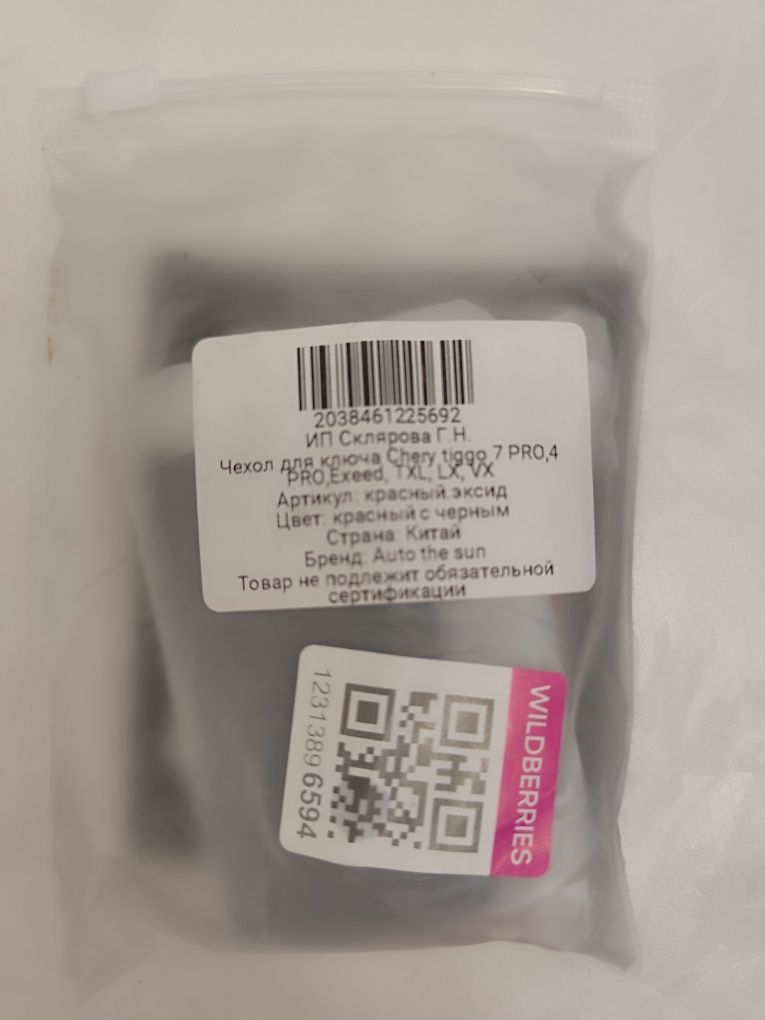 2038461225692
ИП Склярова Г.Н.
Чехол для ключа Chery tiggo 7 PRO,4
PRO,Exeed, TXL, LX, VX
Артикул: красный.эксид
Цвет: красный с черным
Страна: Китай
Бренд: Auto the sun
Товар не подлежит обязательной
сертификации
WILDBERRIES
1231389 6594